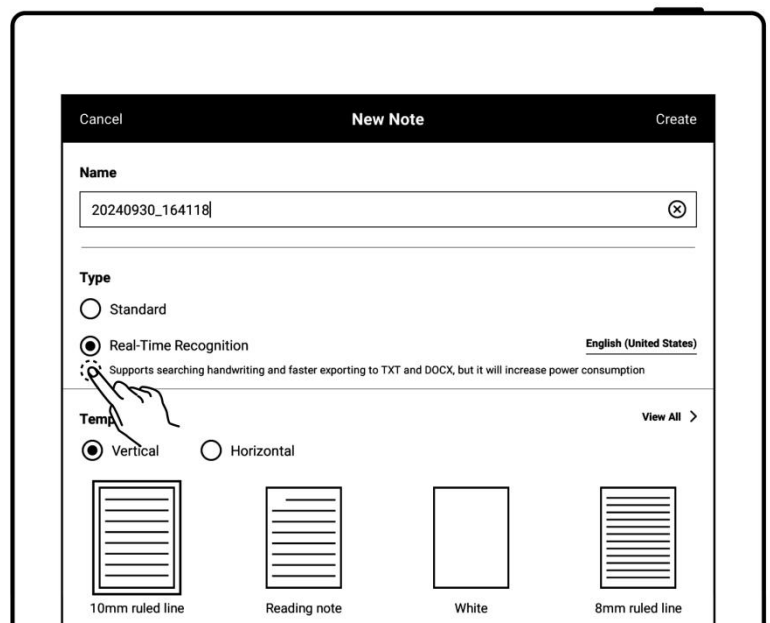 Cancel New Note Create
Name
20240930_164118
Type
Standard
Real-Time Recognition English (United States)
Supports searching handwriting and faster exporting to TXT and DOCX, but it will increase power consumption
Temp View All
Vertical Horizontal
10mm ruled line Reading note White 8mm ruled line